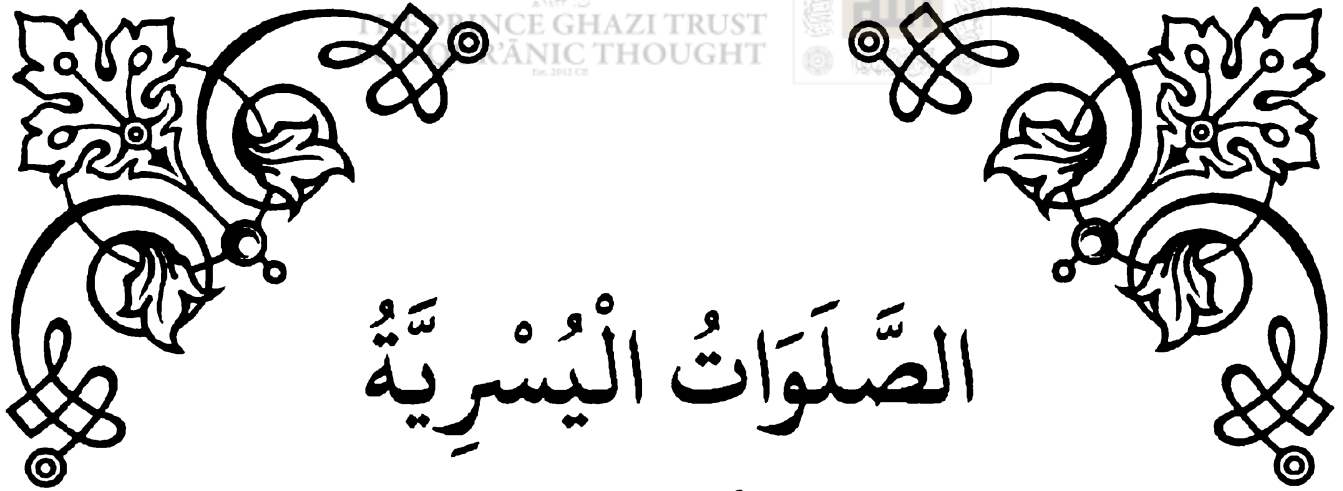 THE PRINCE GHAZI TRUST
FOR QUR'ĀNIC THOUGHT
الصَّلَوَاتُ الْيُسْرِيَّةُ